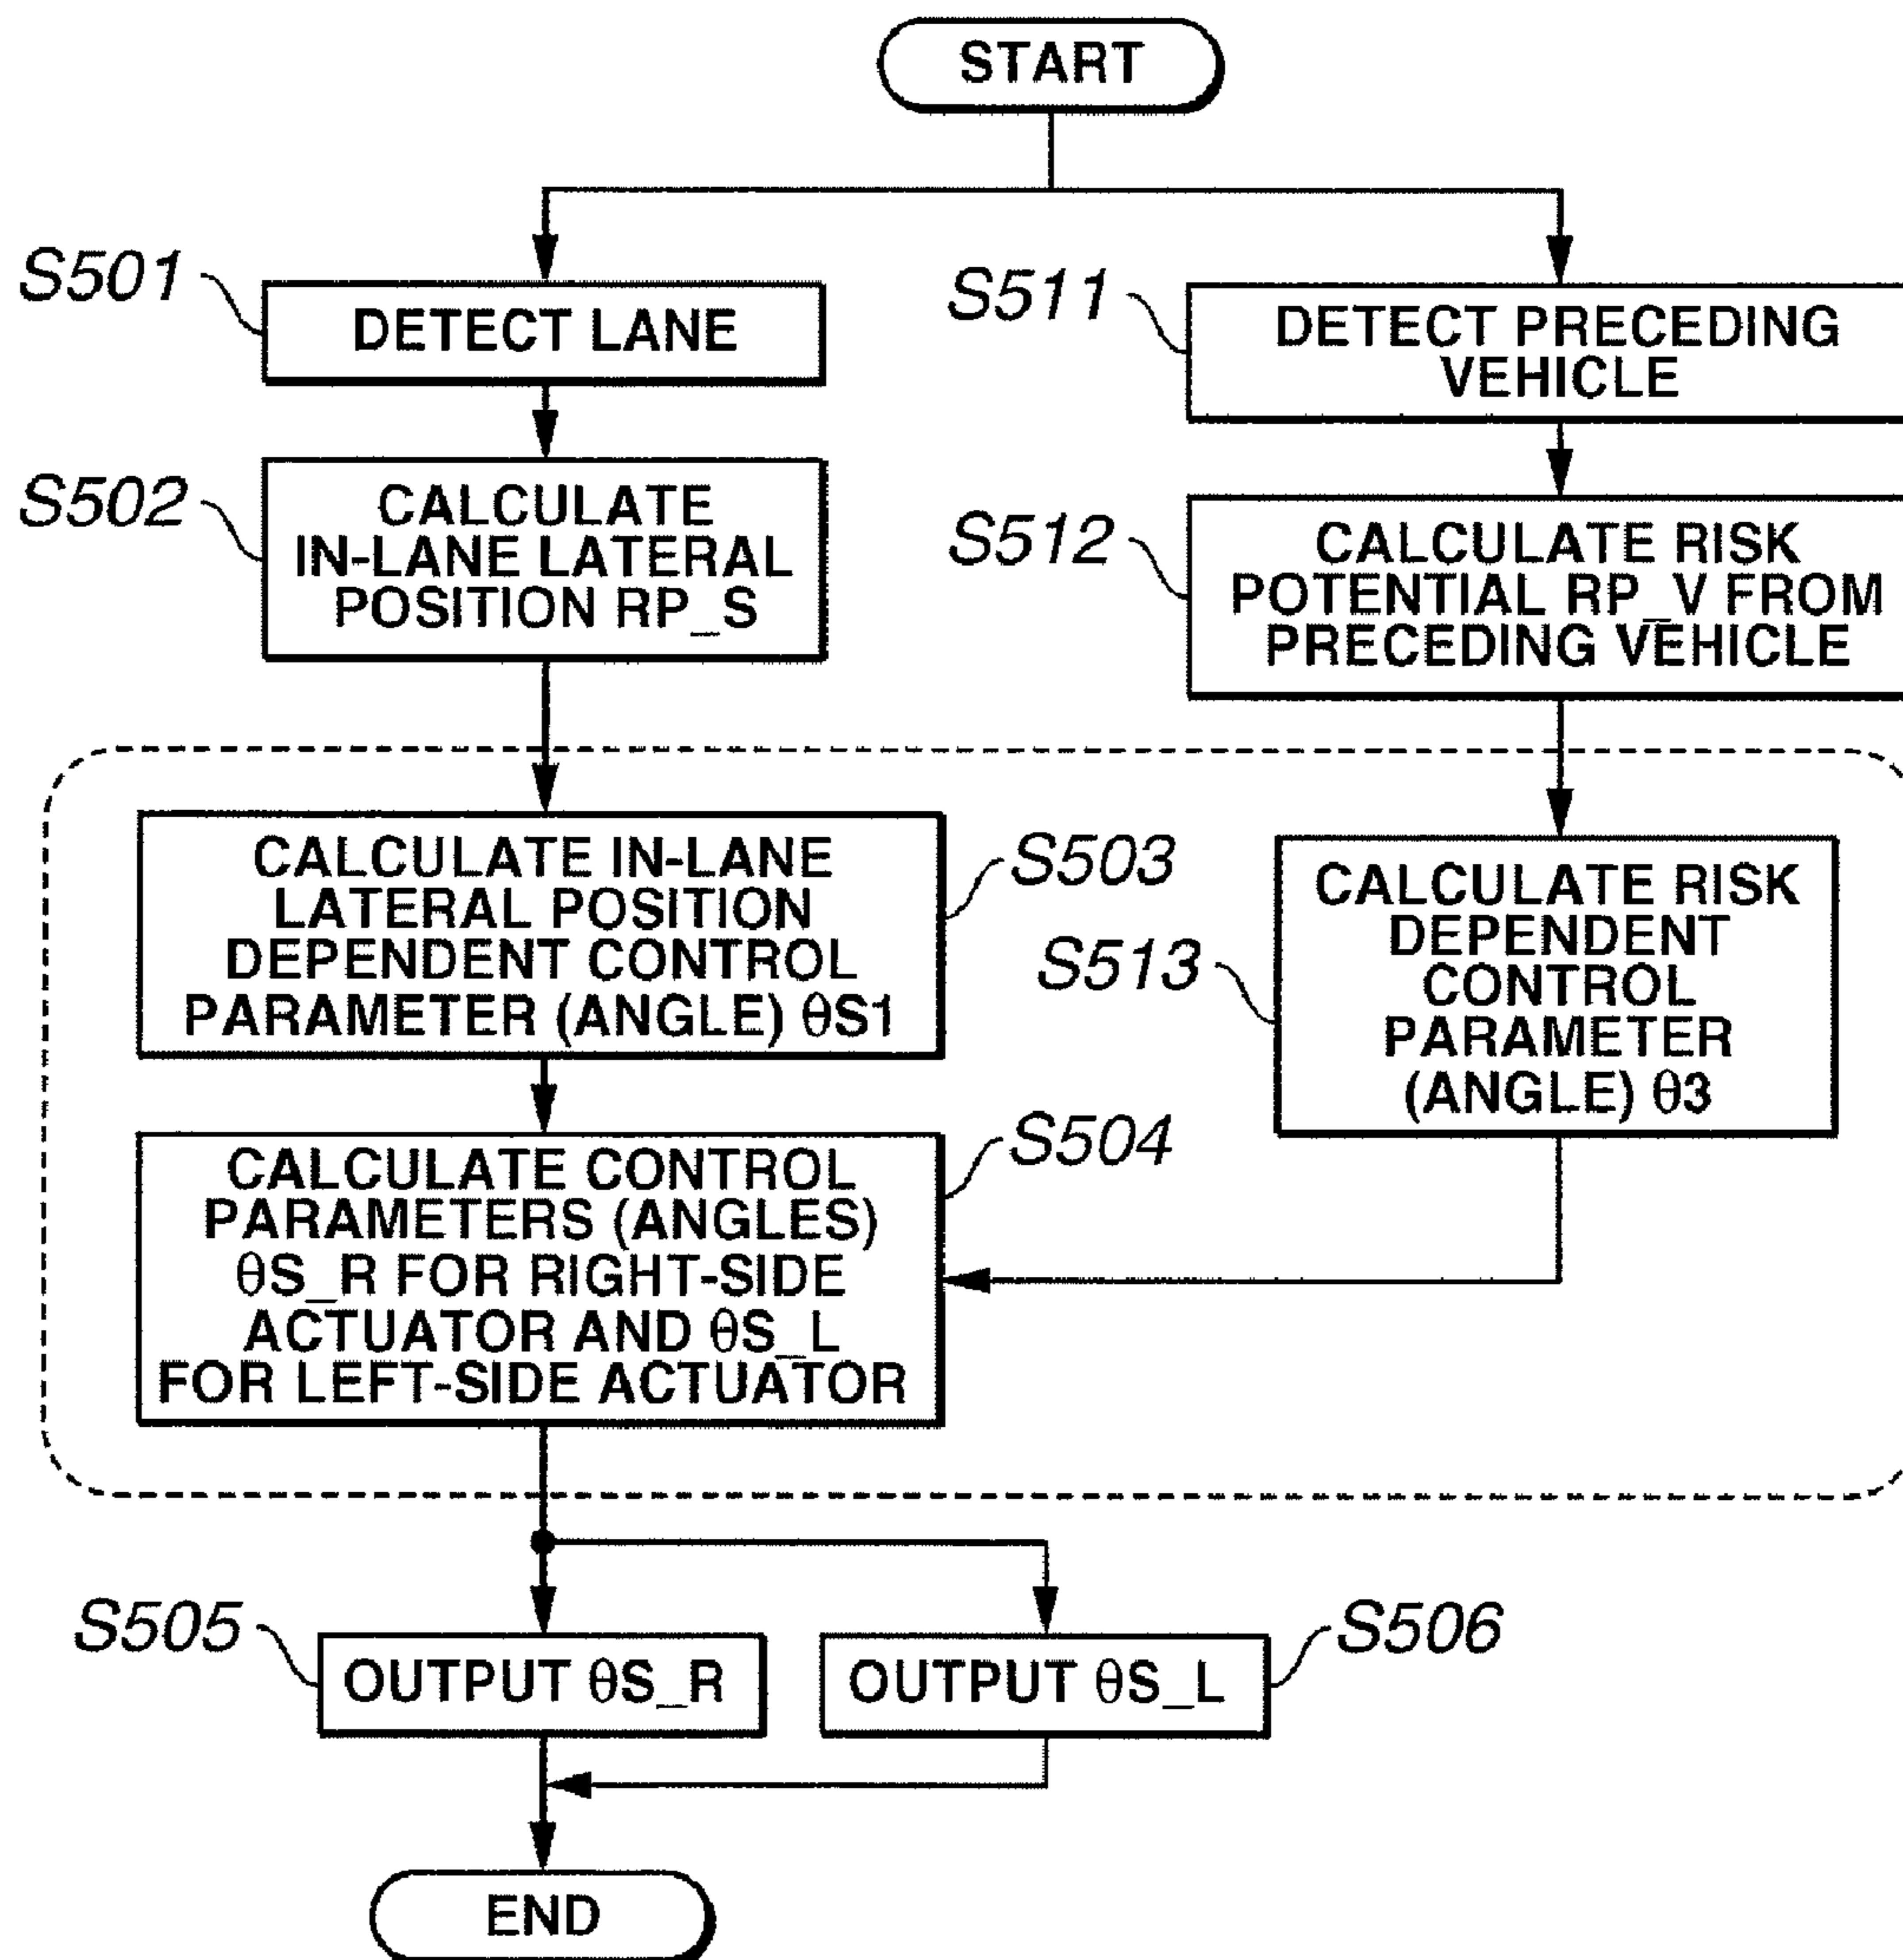 START
S501
DETECT LANE
S511
DETECT PRECEDING
VEHICLE
S502
CALCULATE
IN-LANE LATERAL
POSITION RP_S
S512
CALCULATE RISK
POTENTIAL RP_V FROM
PRECEDING VEHICLE
CALCULATE IN-LANE
LATERAL POSITION
DEPENDENT CONTROL
PARAMETER (ANGLE) θS1
S503
S513
CALCULATE RISK
DEPENDENT
CONTROL
PARAMETER
(ANGLE) θ3
CALCULATE CONTROL
PARAMETERS (ANGLES)
θS_R FOR RIGHT-SIDE
ACTUATOR AND θS_L
FOR LEFT-SIDE ACTUATOR
S504
S505
OUTPUT θS_R
OUTPUT θS_L
S506
END